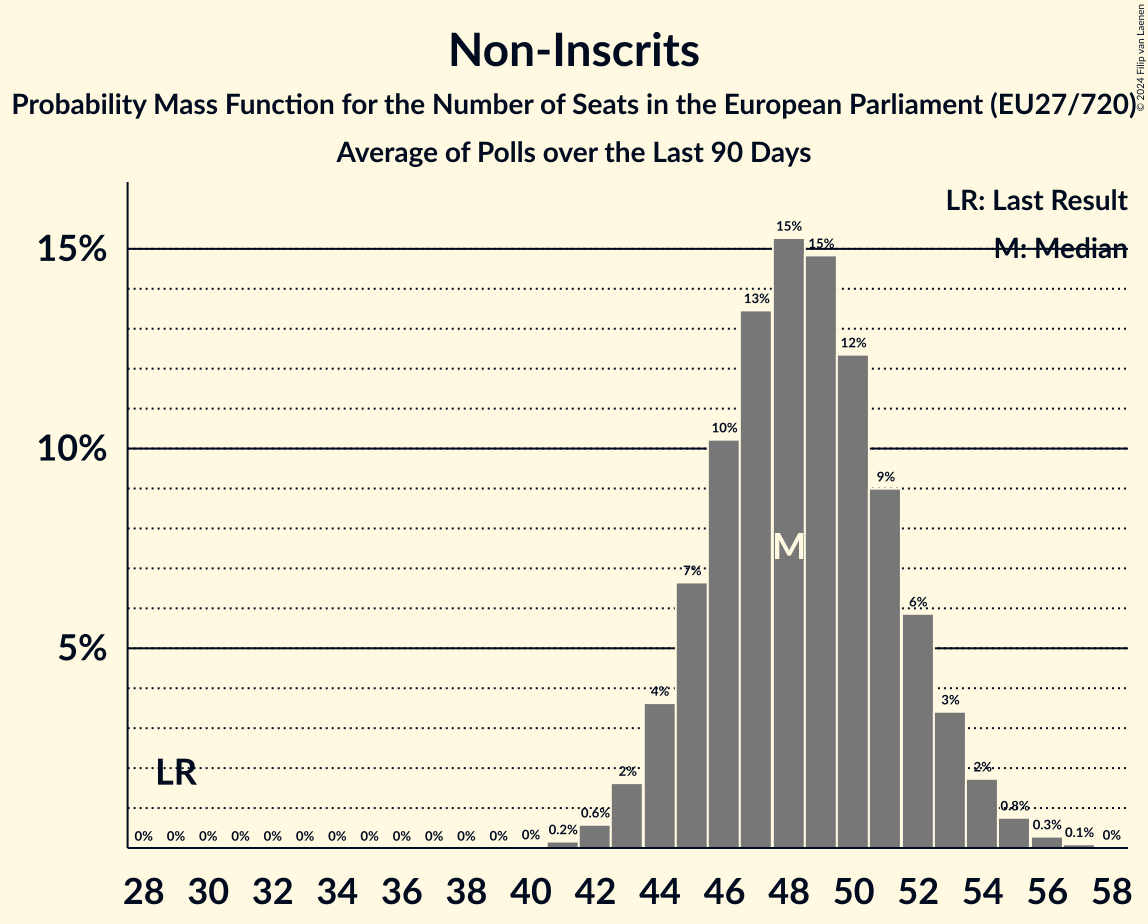 Non-Inscrits
Probability Mass Function for the Number of Seats in the European Parliament (EU27/720)
Average of Polls over the Last 90 Days
© 2024 Filip van Laenen
LR: Last Result
M: Median
15%
10%
5%
0% 0% 0% 0% 0% 0% 0% 0% 0% 0% 0% 0% 0% 0.2% 0.6% 2% 4% 7% 10% 13% 15% 15% 12% 9% 6% 3% 2% 0.8% 0.3% 0.1% 0%
M
LR
28 30 32 34 36 38 40 42 44 46 48 50 52 54 56 58